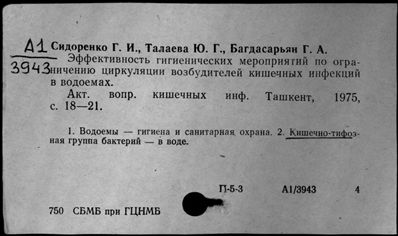 А1 Сидоренко Г. И., Талаева Ю. Г., Багдасарьян Г. А.
Эффективность гигиенических мероприятий по огра-
3943 ничению циркуляции возбудителей кишечных инфекций
в водоемах.
Акт. вопр. кишечных инф. Ташкент, 1975,
с. 18—21.
1. Водоемы — гигиена и санитарная охрана. 2. Кишечно-тифоз-
ная группа бактерий — в воде.
П-5-3 А1/3943 4
750 СБМБ при ГЦНМБ